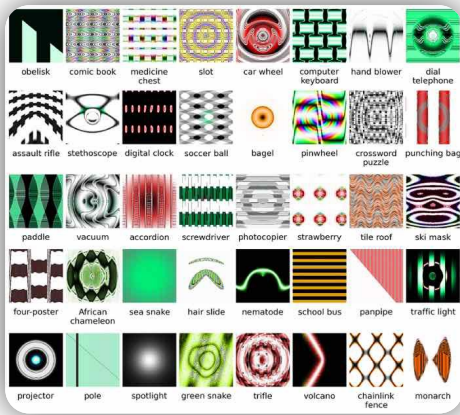 obelisk comic book medicine chest slot car wheel computer keyboard hand blower dial telephone
assault rifle stethoscope digital clock soccer ball bagel pinwheel crossword puzzle punching bag
paddle vacuum accordion screwdriver photocopier strawberry tile roof ski mask
four-poster African chameleon sea snake hair slide nematode school bus panpipe traffic light
projector pole spotlight green snake trifle volcano chainlink fence monarch